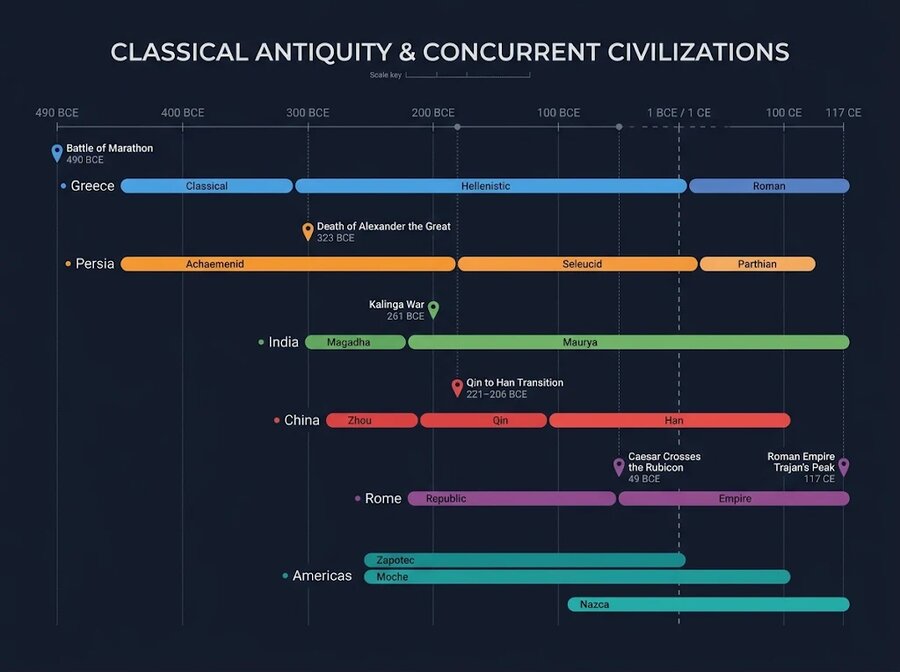 CLASSICAL ANTIQUITY & CONCURRENT CIVILIZATIONS
Scale key
490 BCE 400 BCE 300 BCE 200 BCE 100 BCE 1 BCE / 1 CE 100 CE 117 CE
Battle of Marathon
490 BCE
Greece Classical Hellenistic Roman
Death of Alexander the Great
323 BCE
Persia Achaemenid Seleucid Parthian
Kalinga War
261 BCE
India Magadha Maurya
Qin to Han Transition
221–206 BCE
China Zhou Qin Han
Caesar Crosses
the Rubicon
49 BCE
Roman Empire
Trajan's Peak
117 CE
Rome Republic Empire
Zapotec
Americas Moche
Nazca